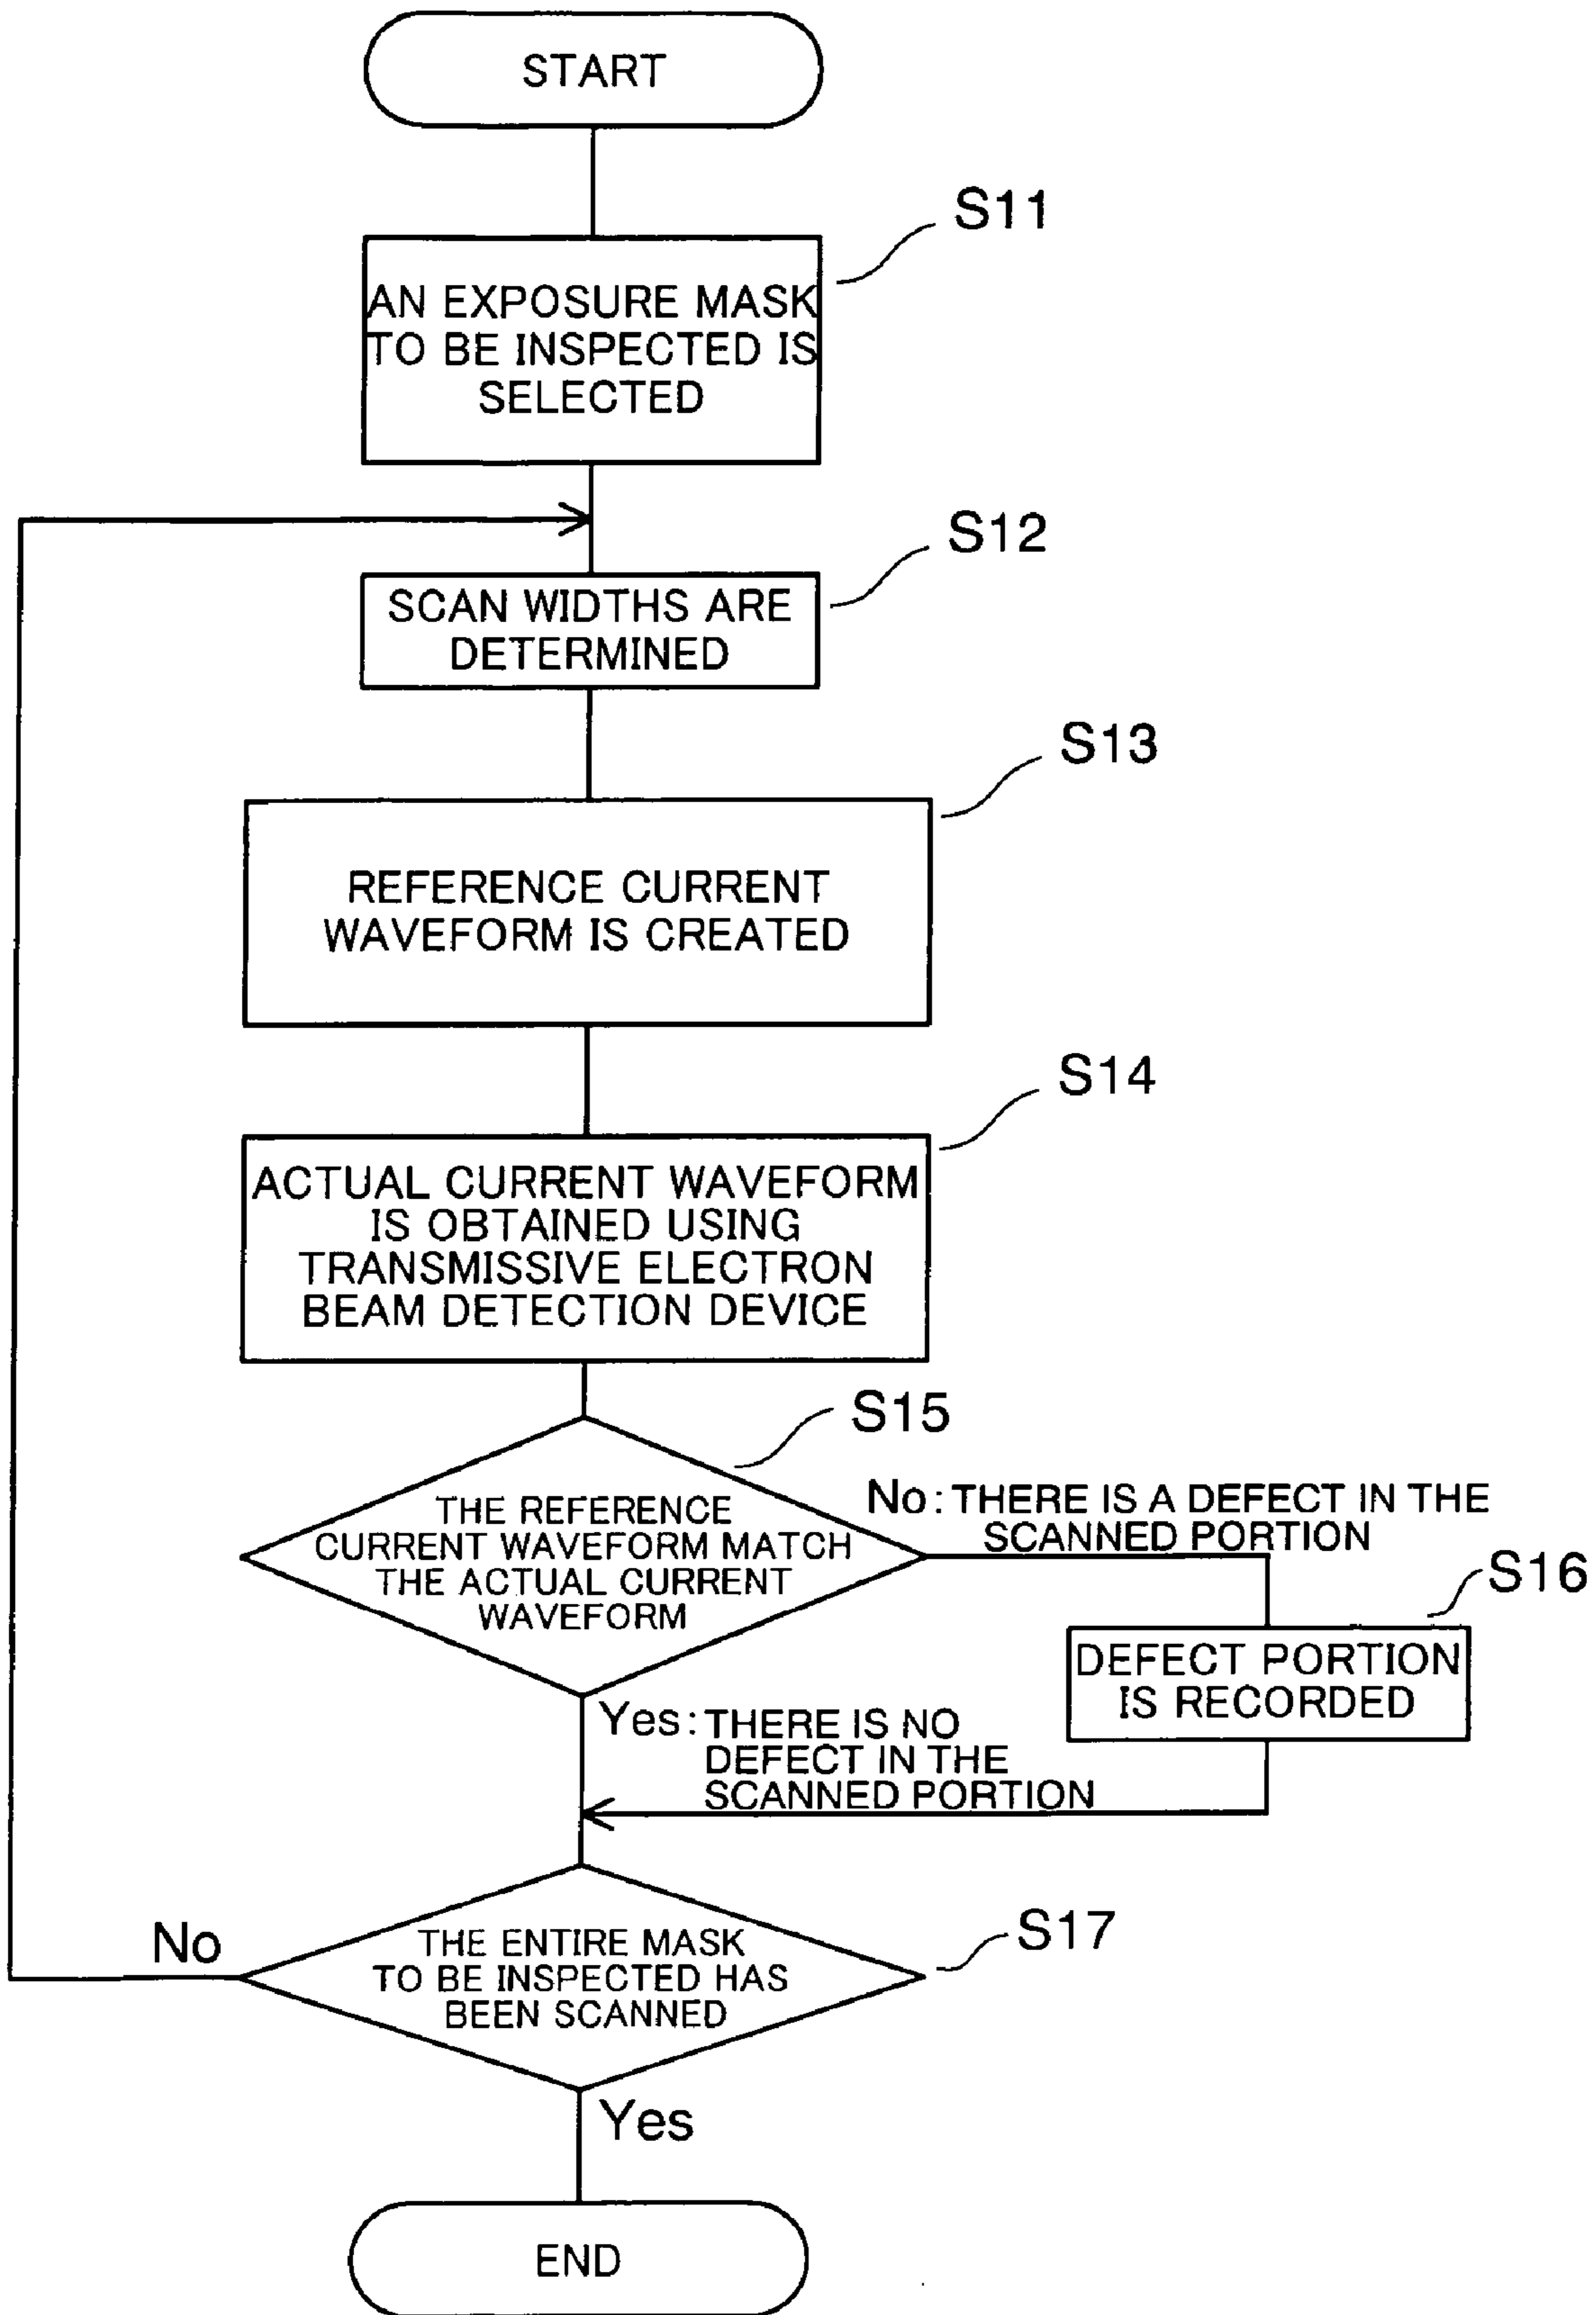 START
S11
AN EXPOSURE MASK
TO BE INSPECTED IS
SELECTED
S12
SCAN WIDTHS ARE
DETERMINED
S13
REFERENCE CURRENT
WAVEFORM IS CREATED
S14
ACTUAL CURRENT WAVEFORM
IS OBTAINED USING
TRANSMISSIVE ELECTRON
BEAM DETECTION DEVICE
S15
THE REFERENCE
CURRENT WAVEFORM MATCH
THE ACTUAL CURRENT
WAVEFORM
No : THERE IS A DEFECT IN THE
SCANNED PORTION
S16
DEFECT PORTION
IS RECORDED
Yes : THERE IS NO
DEFECT IN THE
SCANNED PORTION
S17
THE ENTIRE MASK
TO BE INSPECTED HAS
BEEN SCANNED
No
Yes
END